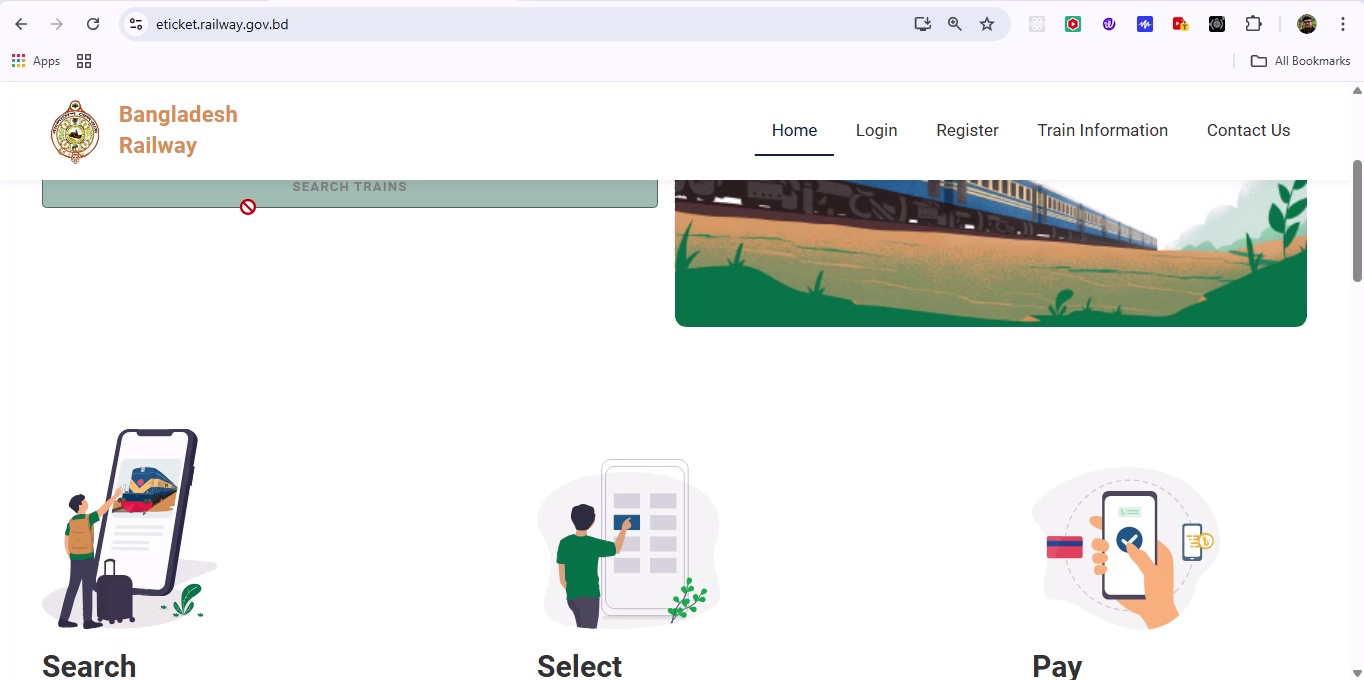 eticket.railway.gov.bd
Apps
All Bookmarks
Bangladesh
Railway
Home
Login
Register
Train Information
Contact Us
SEARCH TRAINS
Search
Select
Pay